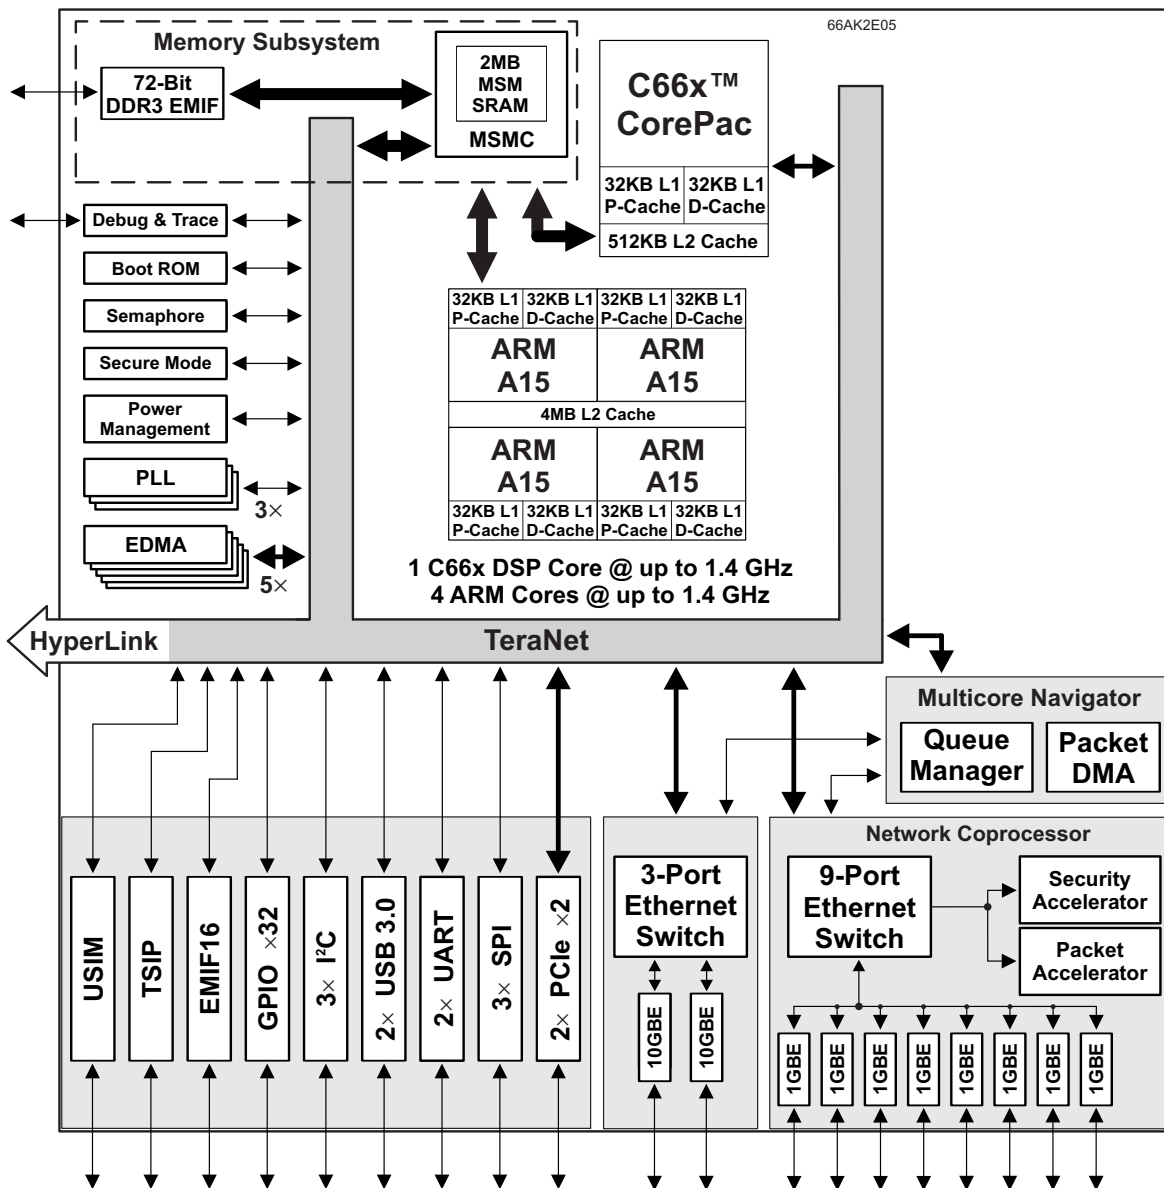 66AK2E05
Memory Subsystem
72-Bit
DDR3 EMIF
2MB
MSM
SRAM
MSMC
C66x™
CorePac
32KB L1
P-Cache
32KB L1
D-Cache
512KB L2 Cache
Debug & Trace
Boot ROM
Semaphore
Secure Mode
Power
Management
PLL
3×
EDMA
5×
32KB L1
P-Cache
32KB L1
D-Cache
32KB L1
P-Cache
32KB L1
D-Cache
ARM
A15
ARM
A15
4MB L2 Cache
ARM
A15
ARM
A15
32KB L1
P-Cache
32KB L1
D-Cache
32KB L1
P-Cache
32KB L1
D-Cache
1 C66x DSP Core @ up to 1.4 GHz
4 ARM Cores @ up to 1.4 GHz
HyperLink
TeraNet
Multicore Navigator
Queue
Manager
Packet
DMA
USIM
TSIP
EMIF16
GPIO ×32
3× I²C
2× USB 3.0
2× UART
3× SPI
2× PCIe ×2
3-Port
Ethernet
Switch
10GBE
10GBE
Network Coprocessor
9-Port
Ethernet
Switch
Security
Accelerator
Packet
Accelerator
1GBE
1GBE
1GBE
1GBE
1GBE
1GBE
1GBE
1GBE